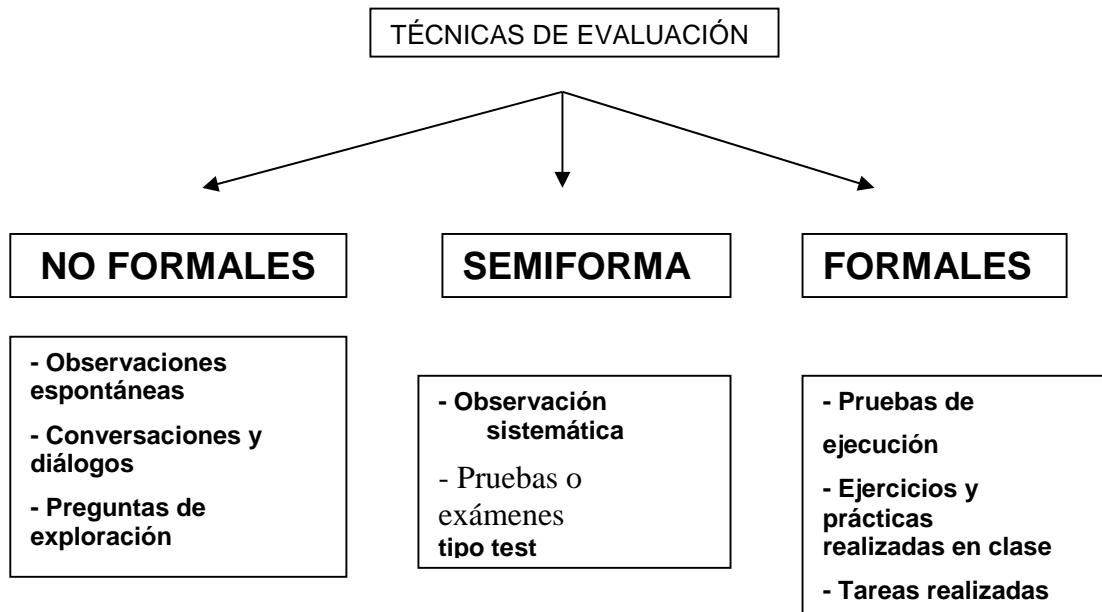 TÉCNICAS DE EVALUACIÓN
NO FORMALES
SEMIFORMA
FORMALES
- Observaciones
espontáneas
- Conversaciones y
diálogos
- Preguntas de
exploración
- Observación
sistemática
- Pruebas o
exámenes
tipo test
- Pruebas de
ejecución
- Ejercicios y
prácticas
realizadas en clase
- Tareas realizadas